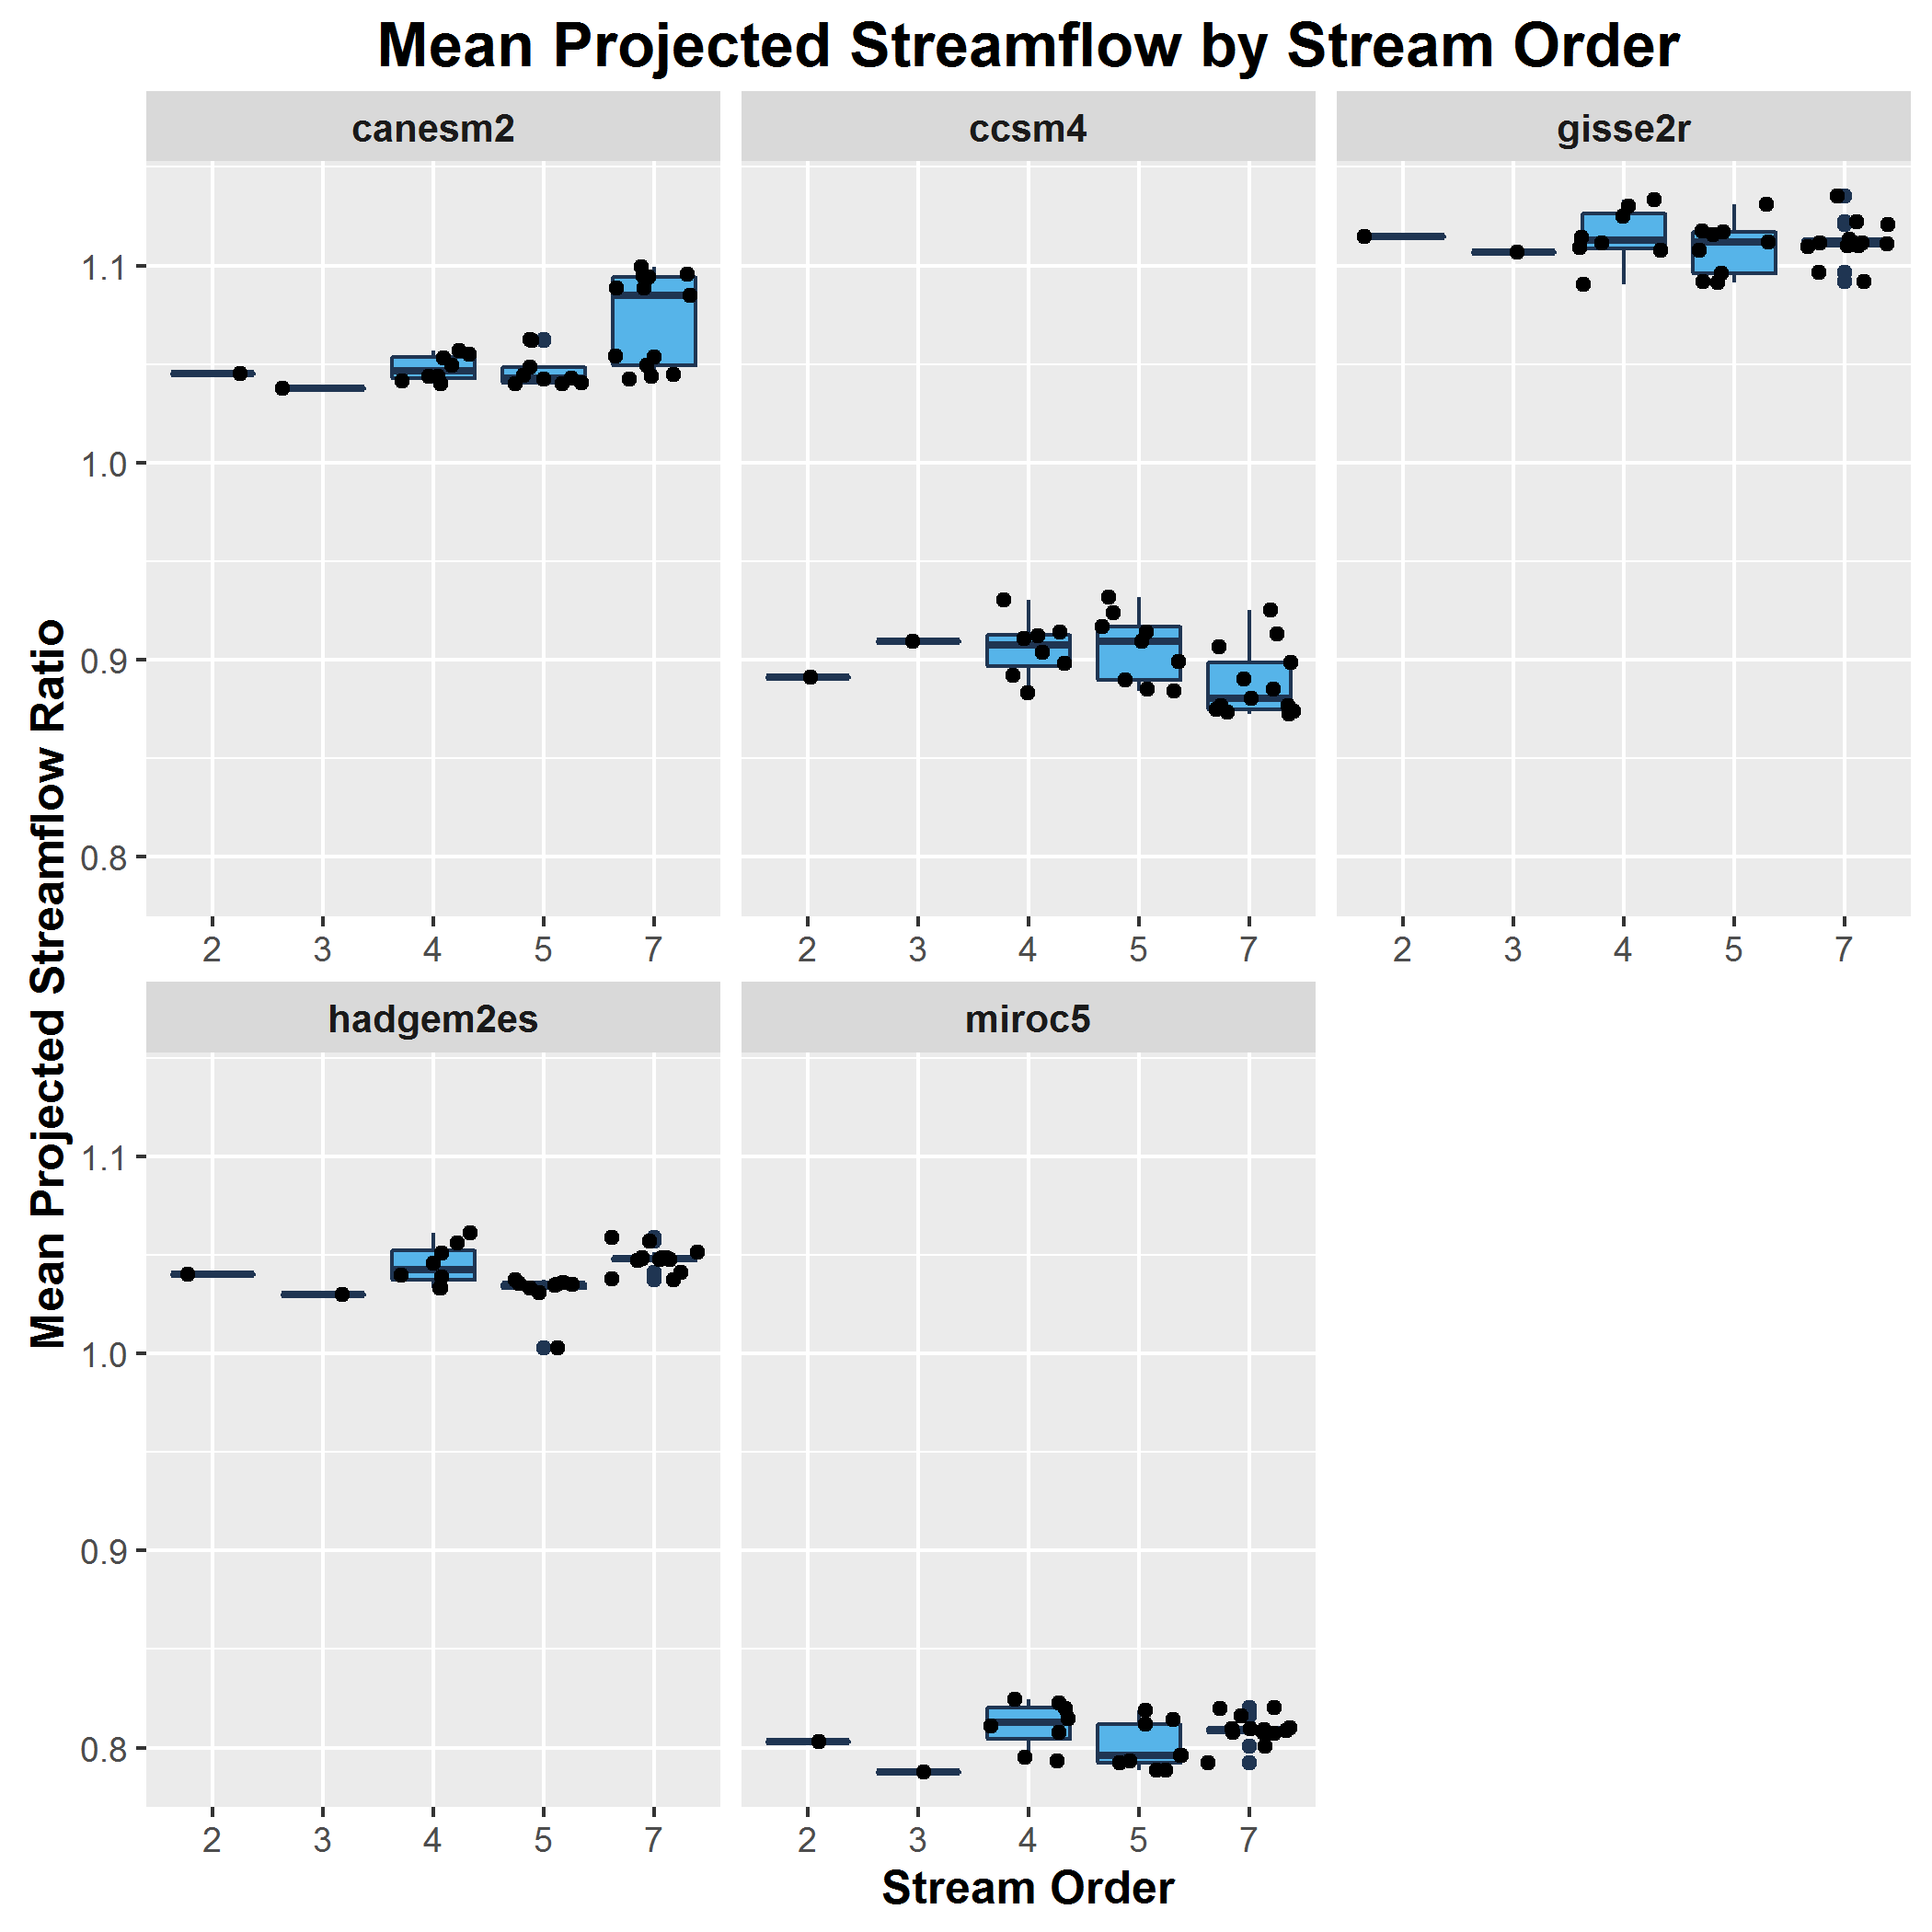 Mean Projected Streamflow by Stream Order
canesm2
ccsm4
gisse2r
Mean Projected Streamflow Ratio
1.1
1.0
0.9
0.8
2 3 4 5 7
2 3 4 5 7
2 3 4 5 7
hadgem2es
miroc5
1.1
1.0
0.9
0.8
2 3 4 5 7
2 3 4 5 7
Stream Order